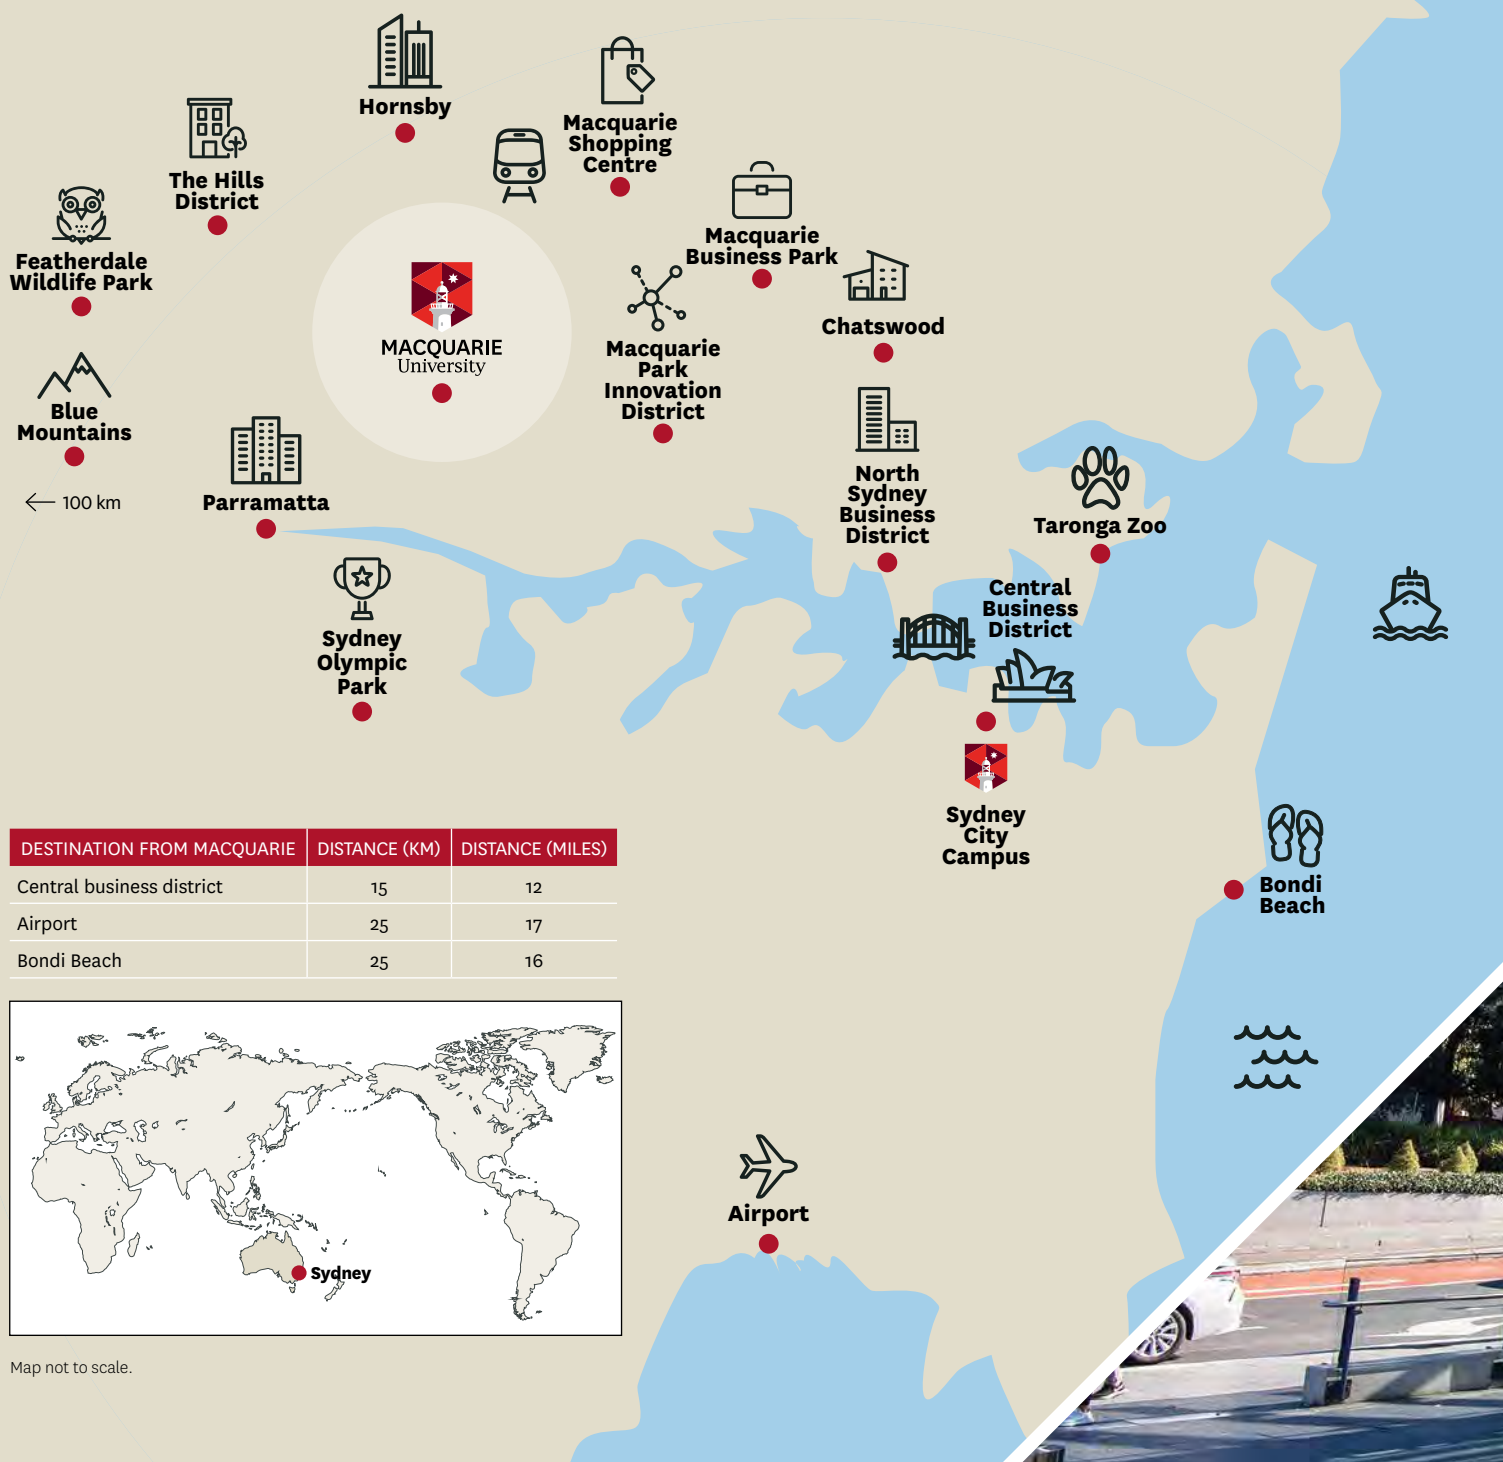 Hornsby
Macquarie
Shopping
Centre
The Hills
District
Macquarie
Business Park
Featherdale
Wildlife Park
MACQUARIE
University
Chatswood
Macquarie
Park
Innovation
District
Blue
Mountains
100 km
Parramatta
North
Sydney
Business
District
Taronga Zoo
Central
Business
District
Sydney
Olympic
Park
Sydney
City
Campus
Bondi
Beach
DESTINATION FROM MACQUARIE DISTANCE (KM) DISTANCE (MILES)
Central business district 15 12
Airport 25 17
Bondi Beach 25 16
Airport
Sydney
Map not to scale.